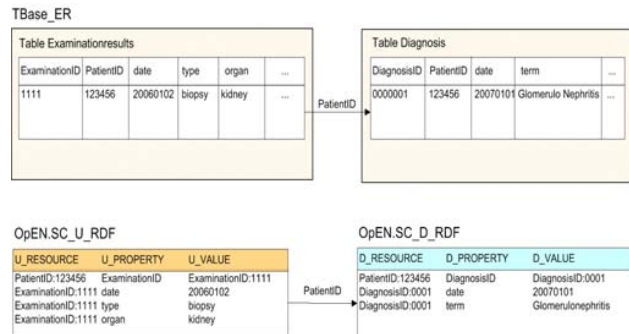 TBase_ER
Table Examinationresults
ExaminationID PatientID date type organ ...
1111 123456 20060102 biopsy kidney ...
PatientID
Table Diagnosis
DiagnosisID PatientID date term ...
0000001 123456 20070101 Glomerulo Nephritis ...
OpEN.SC_U_RDF
U_RESOURCE U_PROPERTY U_VALUE
PatientID:123456 ExaminationID ExaminationID:1111
ExaminationID:1111 date 20060102
ExaminationID:1111 type biopsy
ExaminationID:1111 organ kidney
PatientID
OpEN.SC_D_RDF
D_RESOURCE D_PROPERTY D_VALUE
PatientID:123456 DiagnosisID DiagnosisID:0001
DiagnosisID:0001 date 20070101
DiagnosisID:0001 term Glomerulonephritis